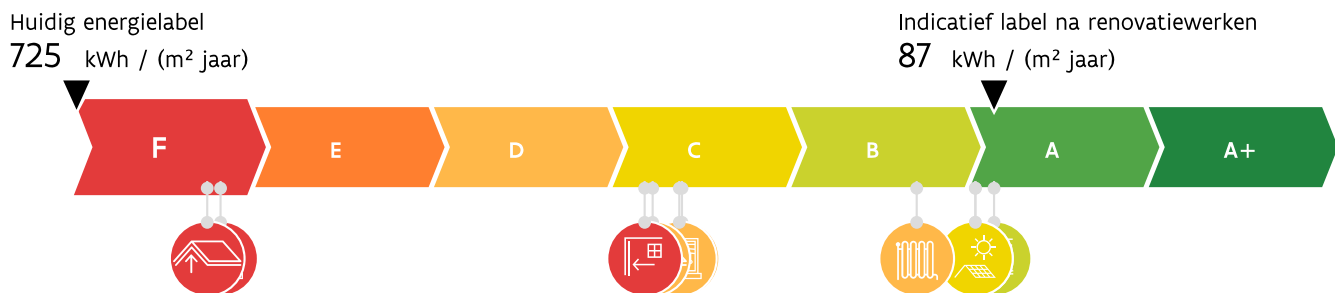 Huidig energielabel
725 kWh / (m² jaar)
Indicatief label na renovatiewerken
87 kWh / (m² jaar)
F E D C B A A+